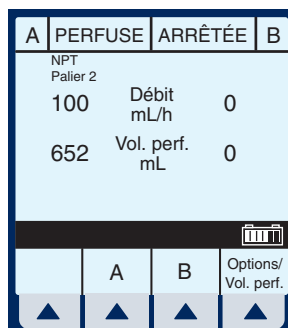 A PERFUSE ARRÊTÉE B
NPT
Palier 2
100 Débit mL/h 0
652 Vol. perf. mL 0
A B Options/ Vol. perf.